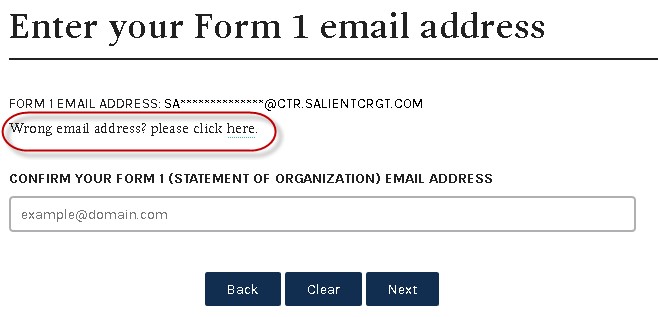 Enter your Form 1 email address
FORM 1 EMAIL ADDRESS: SA**************@CTR.SALIENTCRGT.COM
Wrong email address? please click here.
CONFIRM YOUR FORM 1 (STATEMENT OF ORGANIZATION) EMAIL ADDRESS
example@domain.com
Back Clear Next